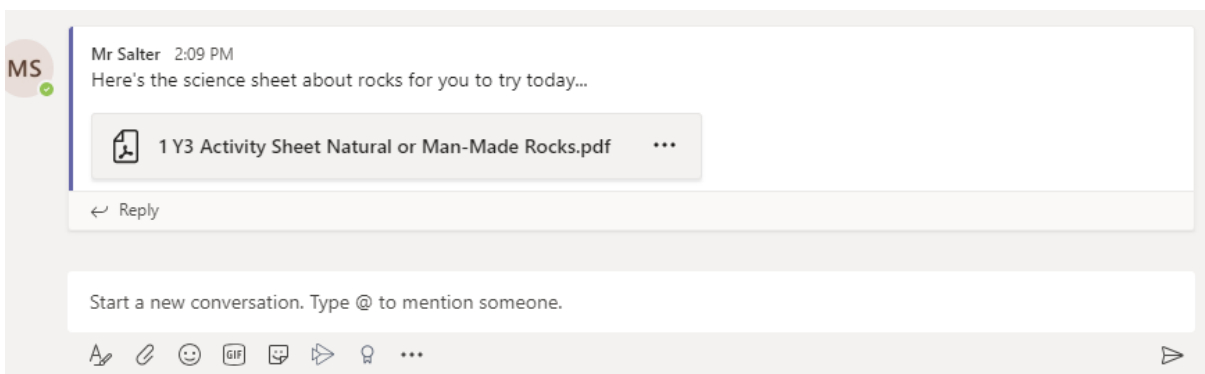 MS
Mr Salter 2:09 PM
Here's the science sheet about rocks for you to try today...
1 Y3 Activity Sheet Natural or Man-Made Rocks.pdf
Reply
Start a new conversation. Type @ to mention someone.
GIF